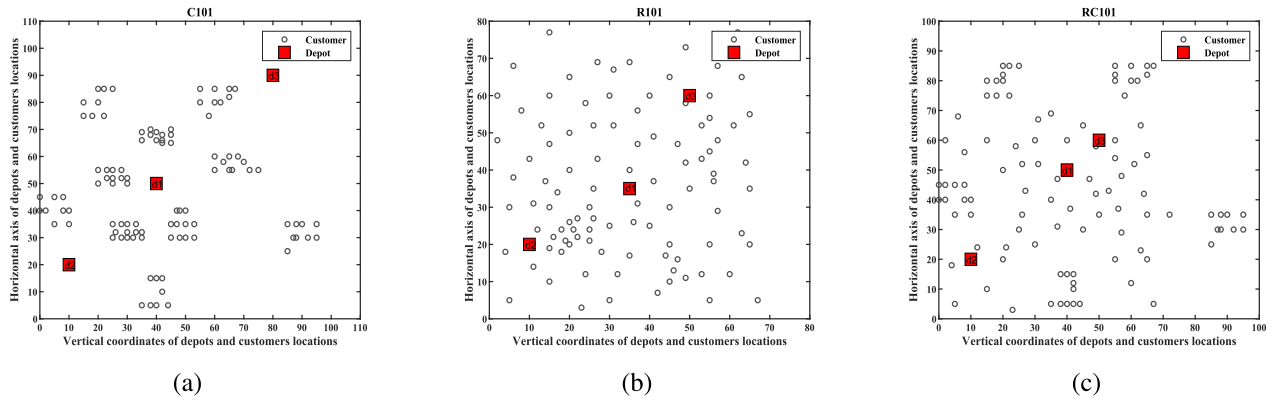 C101
110
100
90
80
70
60
50
40
30
20
10
0
0 10 20 30 40 50 60 70 80 90 100 110
Customer
Depot
d3
d1
d2
Horizontal axis of depots and customers locations
Vertical coordinates of depots and customers locations
(a)
R101
80
70
60
50
40
30
20
10
0
0 10 20 30 40 50 60 70 80
Customer
Depot
d3
d1
d2
Horizontal axis of depots and customers locations
Vertical coordinates of depots and customers locations
(b)
RC101
100
90
80
70
60
50
40
30
20
10
0
0 10 20 30 40 50 60 70 80 90 100
Customer
Depot
d3
d1
d2
Horizontal axis of depots and customers locations
Vertical coordinates of depots and customers locations
(c)